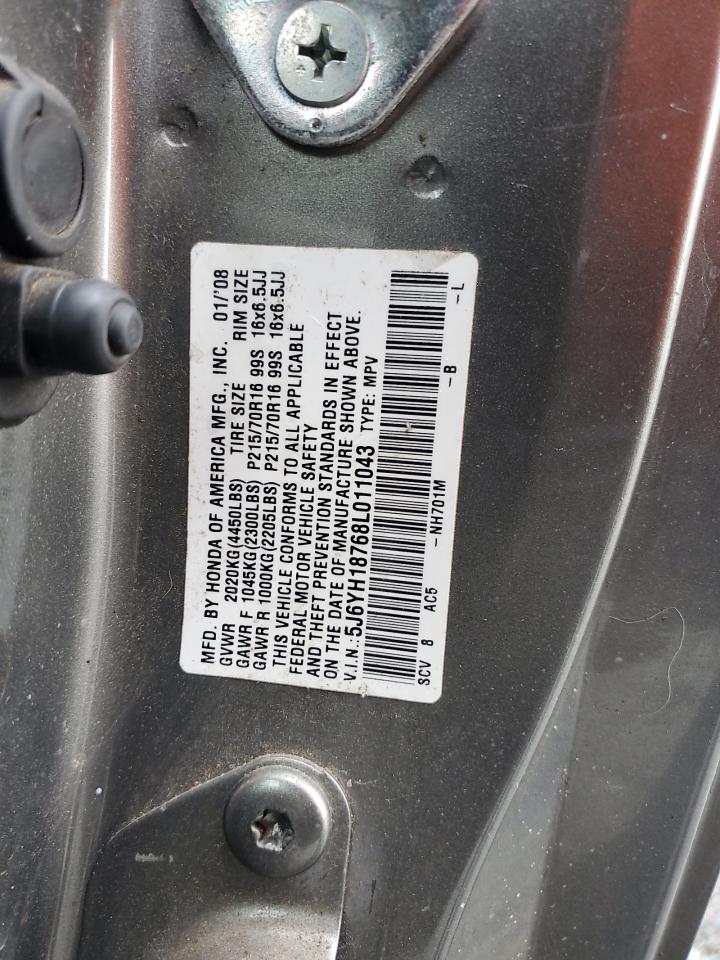 MFD. BY HONDA OF AMERICA MFG., INC. 01/'08
GVWR 2020KG(4450LBS) TIRE SIZE RIM SIZE
GAWR F 1045KG(2300LBS) P215/70R16 99S 16x6.5JJ
GAWR R 1000KG(2205LBS) P215/70R16 99S 16x6.5JJ
THIS VEHICLE CONFORMS TO ALL APPLICABLE
FEDERAL MOTOR VEHICLE SAFETY
AND THEFT PREVENTION STANDARDS IN EFFECT
ON THE DATE OF MANUFACTURE SHOWN ABOVE.
V.I.N.: 5J6YH18768L011043 TYPE: MPV
SCV 8 AC5 -NH701M -B -L